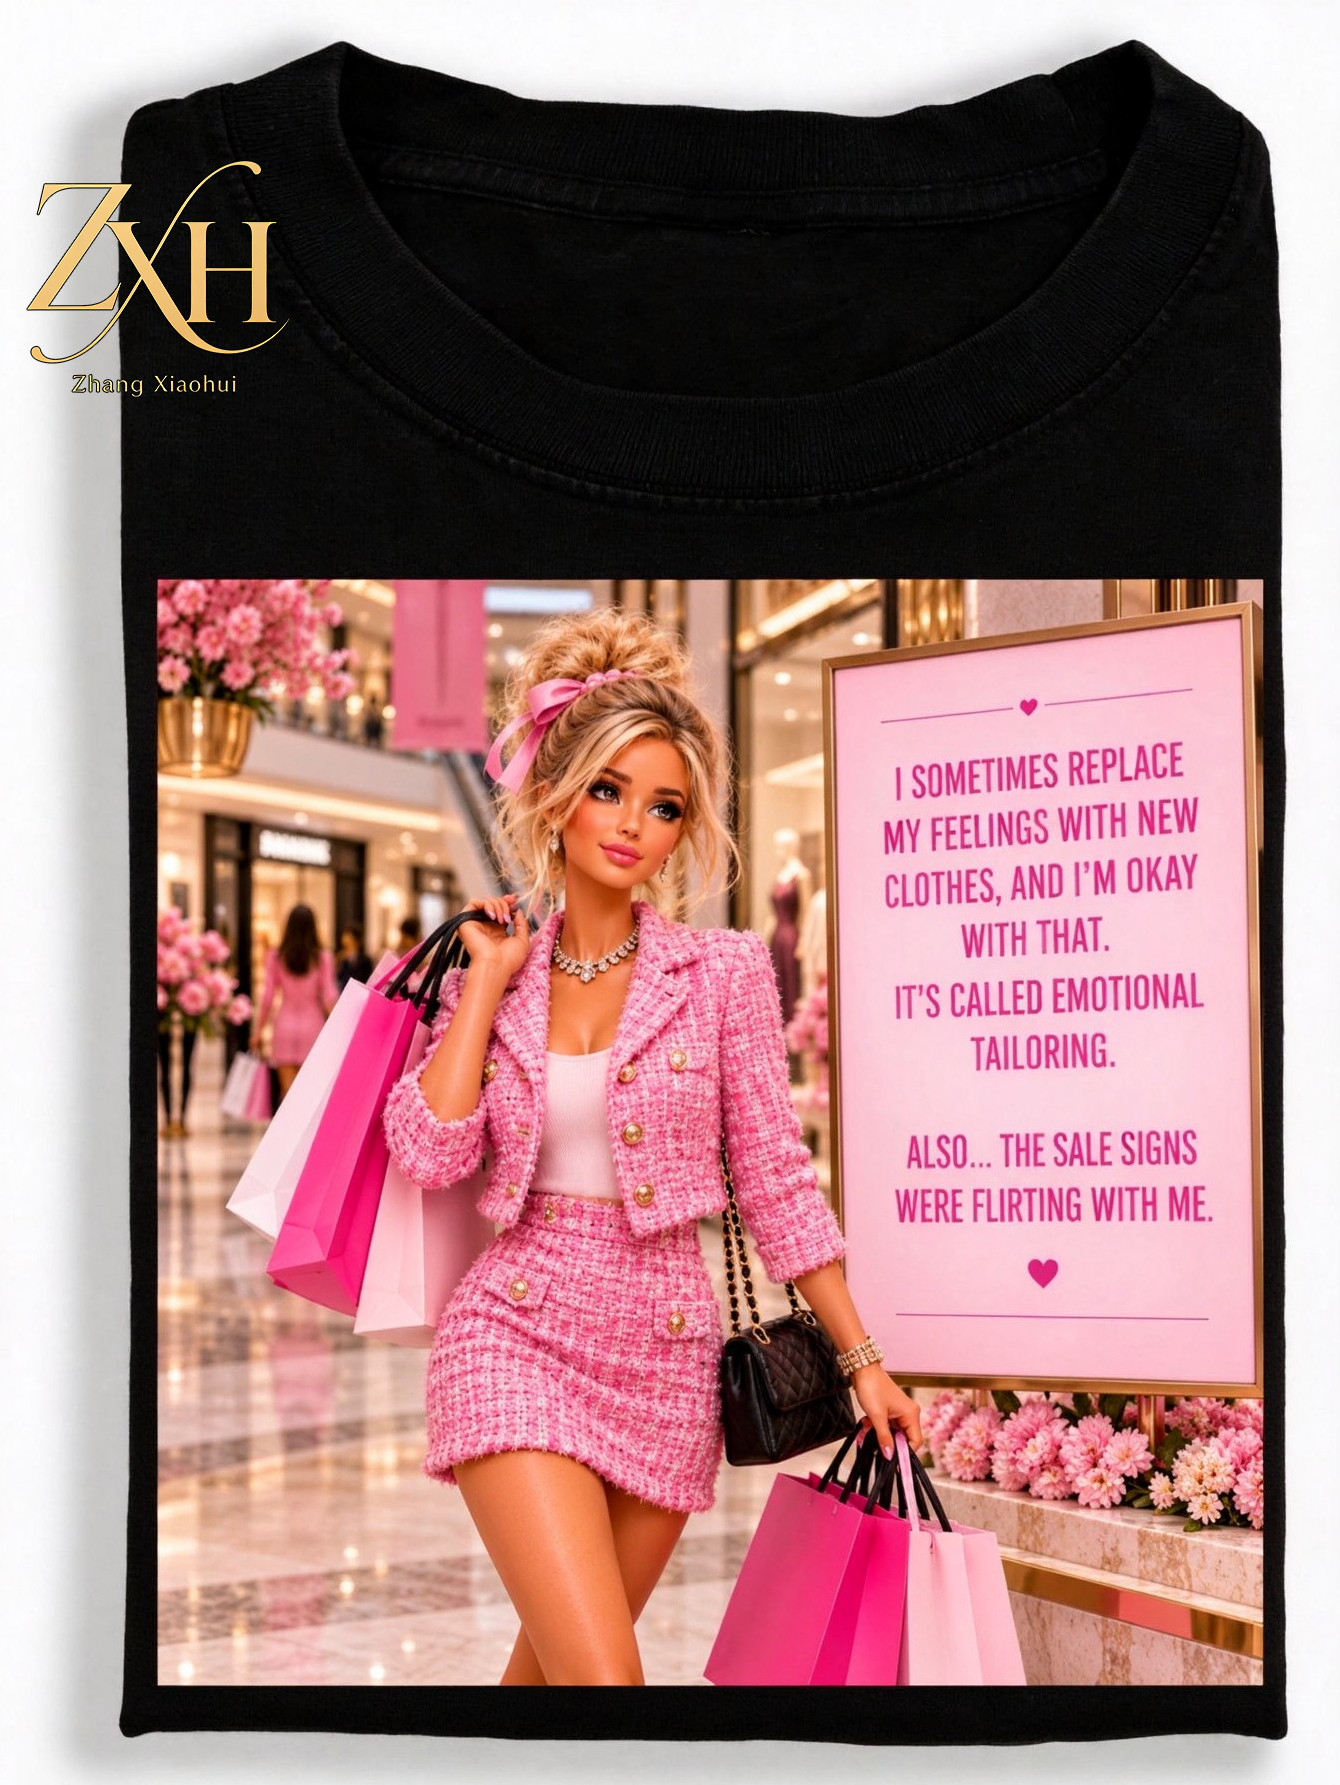 ZXH
Zhang Xiaohui
I SOMETIMES REPLACE
MY FEELINGS WITH NEW
CLOTHES, AND I'M OKAY
WITH THAT.
IT'S CALLED EMOTIONAL
TAILORING.
ALSO... THE SALE SIGNS
WERE FLIRTING WITH ME.